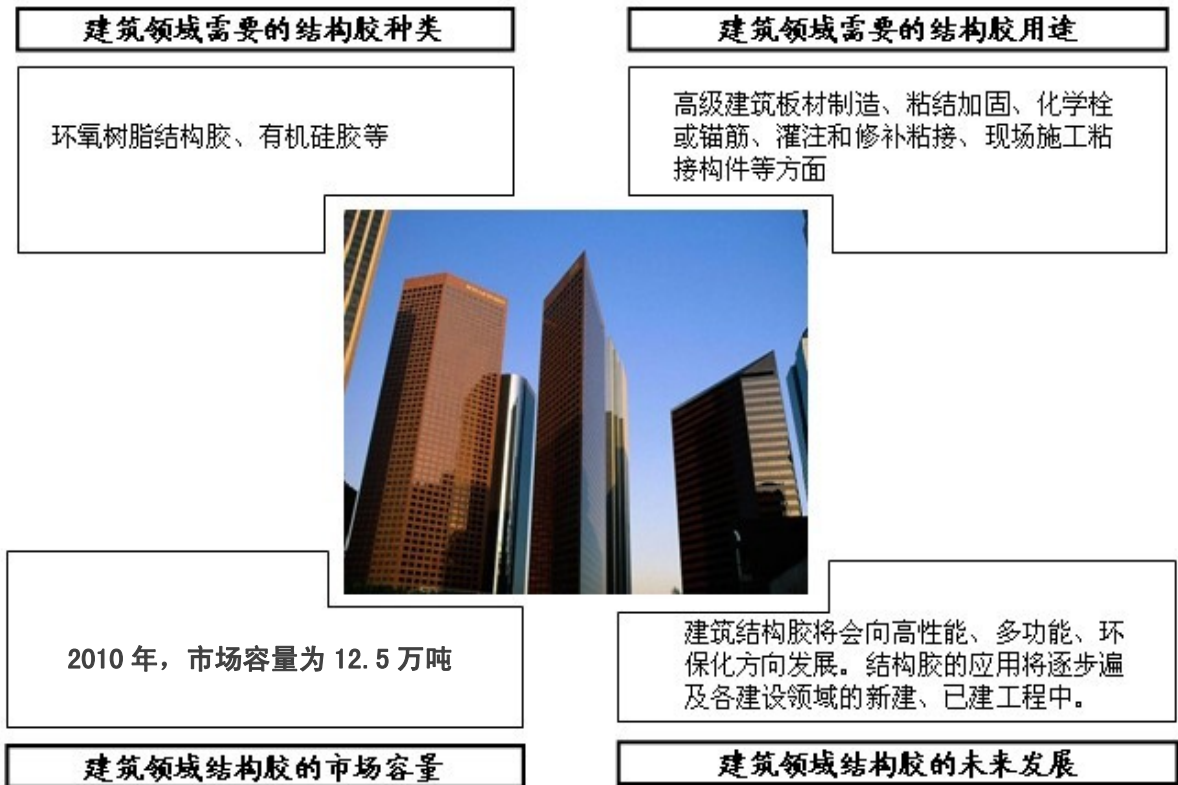 建筑领域需要的结构胶种类
环氧树脂结构胶、有机硅胶等
建筑领域需要的结构胶用途
高级建筑板材制造、粘结加固、化学栓
或锚筋、灌注和修补粘接、现场施工粘
接构件等方面
2010 年，市场容量为 12.5 万吨
建筑领域结构胶的市场容量
建筑结构胶将会向高性能、多功能、环
保化方向发展。结构胶的应用将逐步遍
及各建设领域的新建、已建工程中。
建筑领域结构胶的未来发展